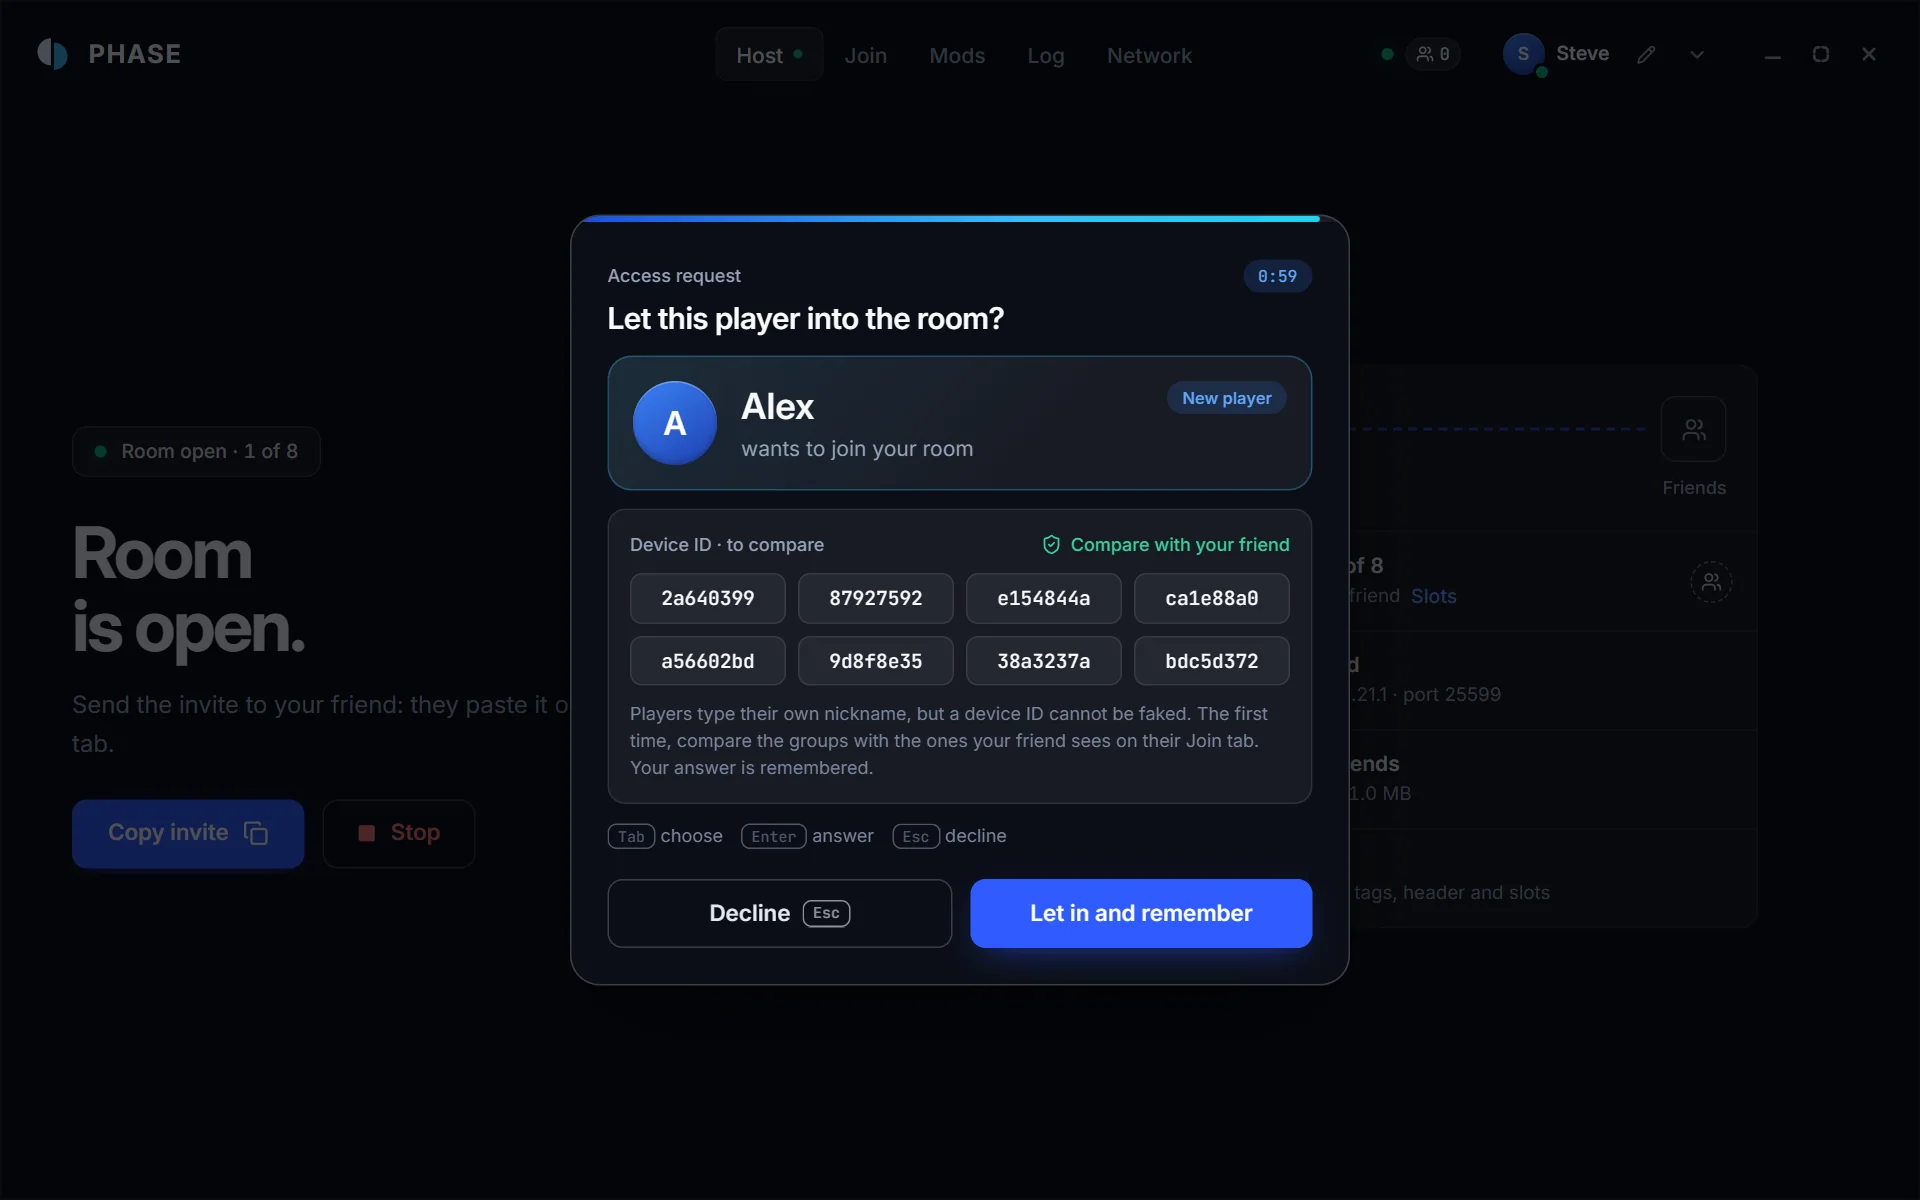 PHASE
Host
Join
Mods
Log
Network
0
S
Steve
Room open · 1 of 8
Room
is open.
Send the invite to your friend: they paste it o
tab.
Copy invite
Stop
Access request
0:59
Let this player into the room?
A
Alex
wants to join your room
New player
Device ID · to compare
Compare with your friend
2a640399 87927592 e154844a ca1e88a0
a56602bd 9d8f8e35 38a3237a bdc5d372
Players type their own nickname, but a device ID cannot be faked. The first
time, compare the groups with the ones your friend sees on their Join tab.
Your answer is remembered.
Tab choose Enter answer Esc decline
Decline Esc
Let in and remember
Friends
of 8
friend Slots
d
.21.1 · port 25599
ends
1.0 MB
tags, header and slots